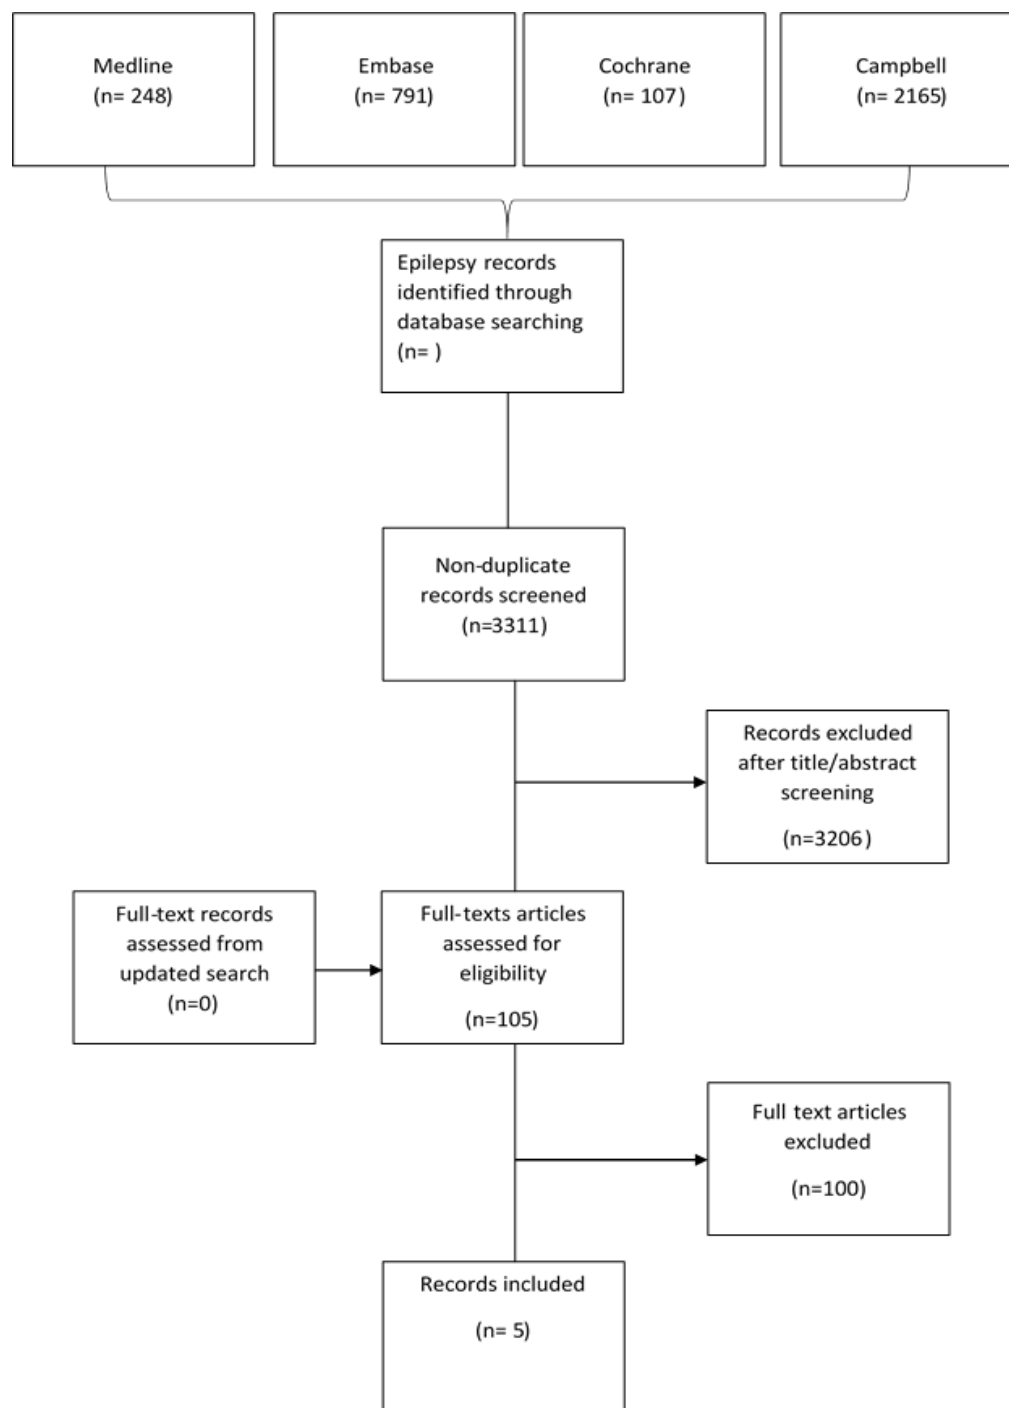 Medline
(n= 248)
Embase
(n= 791)
Cochrane
(n= 107)
Campbell
(n= 2165)
Epilepsy records
identified through
database searching
(n= )
Non-duplicate
records screened
(n=3311)
Records excluded
after title/abstract
screening
(n=3206)
Full-text records
assessed from
updated search
(n=0)
Full-texts articles
assessed for
eligibility
(n=105)
Full text articles
excluded
(n=100)
Records included
(n= 5)